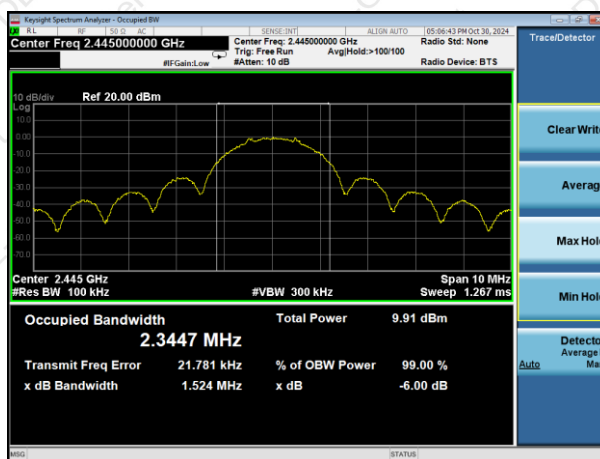 Keysight Spectrum Analyzer - Occupied BW
RL RF 50 Ω AC SENSE:INT ALIGN AUTO 05:06:43 PM Oct 30, 2024
Center Freq 2.445000000 GHz
Center Freq: 2.445000000 GHz
Radio Std: None
Trig: Free Run Avg|Hold:>100/100
#IFGain:Low #Atten: 10 dB Radio Device: BTS
Trace/Detector
10 dB/div Ref 20.00 dBm
Log
10.0
0.00
-10.0
-20.0
-30.0
-40.0
-50.0
-60.0
-70.0
Center 2.445 GHz Span 10 MHz
#Res BW 100 kHz #VBW 300 kHz Sweep 1.267 ms
Occupied Bandwidth Total Power 9.91 dBm
2.3447 MHz
Transmit Freq Error 21.781 kHz % of OBW Power 99.00 %
x dB Bandwidth 1.524 MHz x dB -6.00 dB
Clear Write
Averag
Max Hol
Min Hol
Detecto
Average
Auto Ma
MSG STATUS